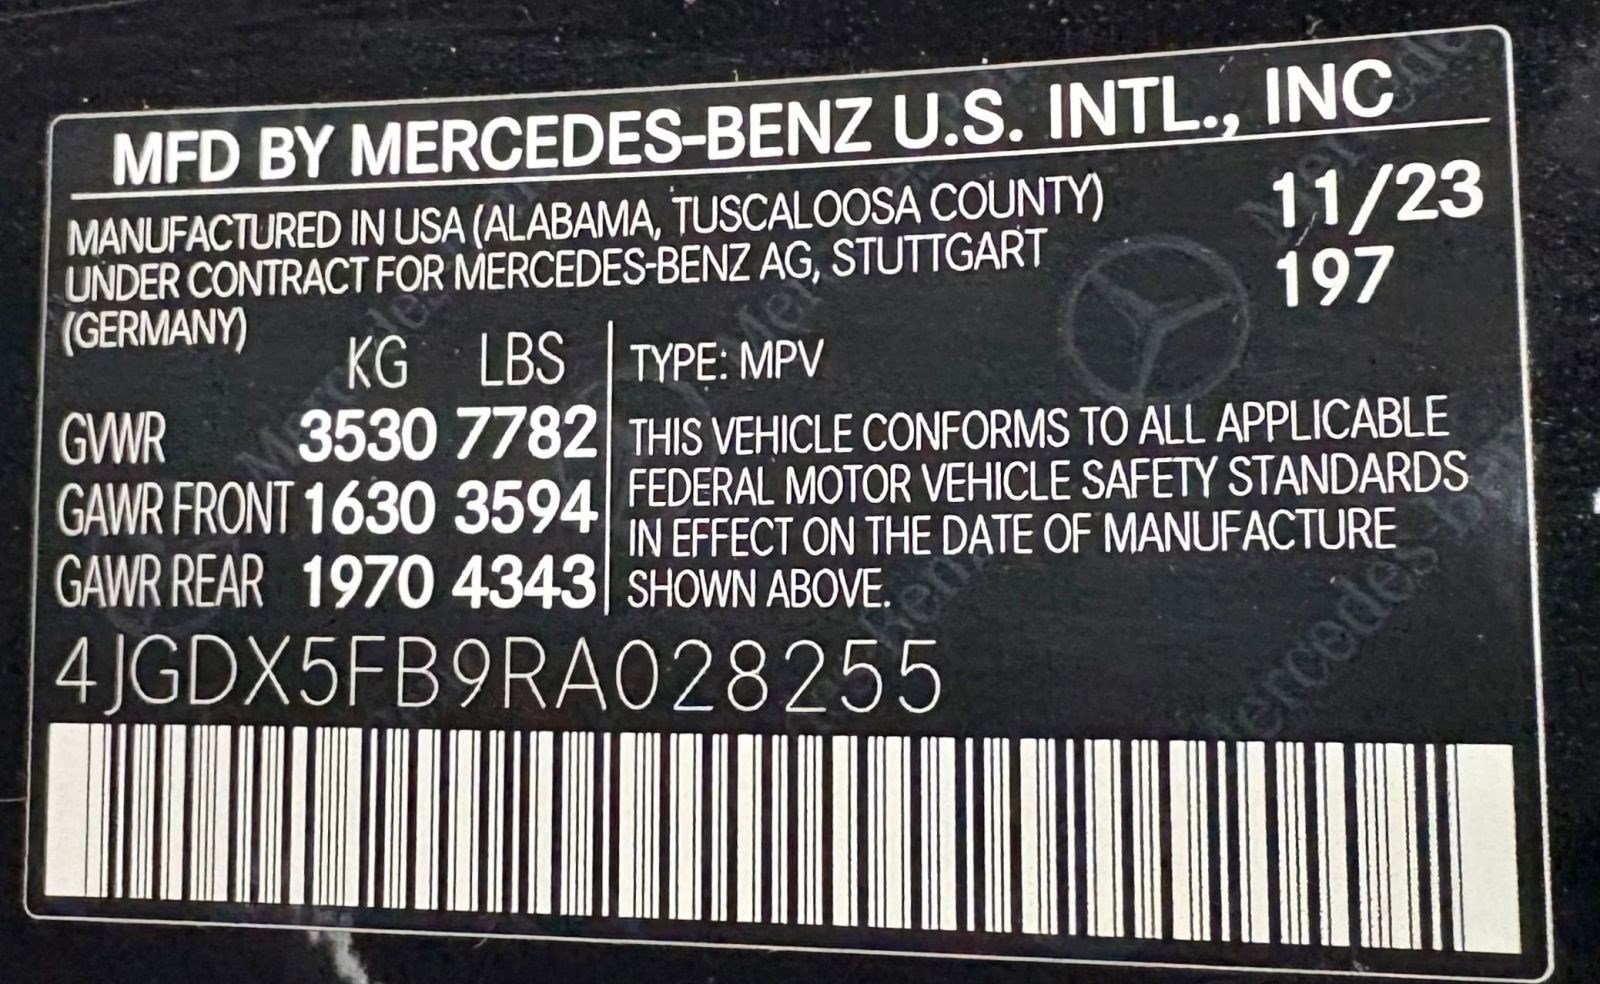 MFD BY MERCEDES-BENZ U.S. INTL., INC
MANUFACTURED IN USA (ALABAMA, TUSCALOOSA COUNTY)
UNDER CONTRACT FOR MERCEDES-BENZ AG, STUTTGART
(GERMANY)
11/23
197
KG LBS
GVWR 3530 7782
GAWR FRONT 1630 3594
GAWR REAR 1970 4343
TYPE: MPV
THIS VEHICLE CONFORMS TO ALL APPLICABLE
FEDERAL MOTOR VEHICLE SAFETY STANDARDS
IN EFFECT ON THE DATE OF MANUFACTURE
SHOWN ABOVE.
4JGDX5FB9RA028255